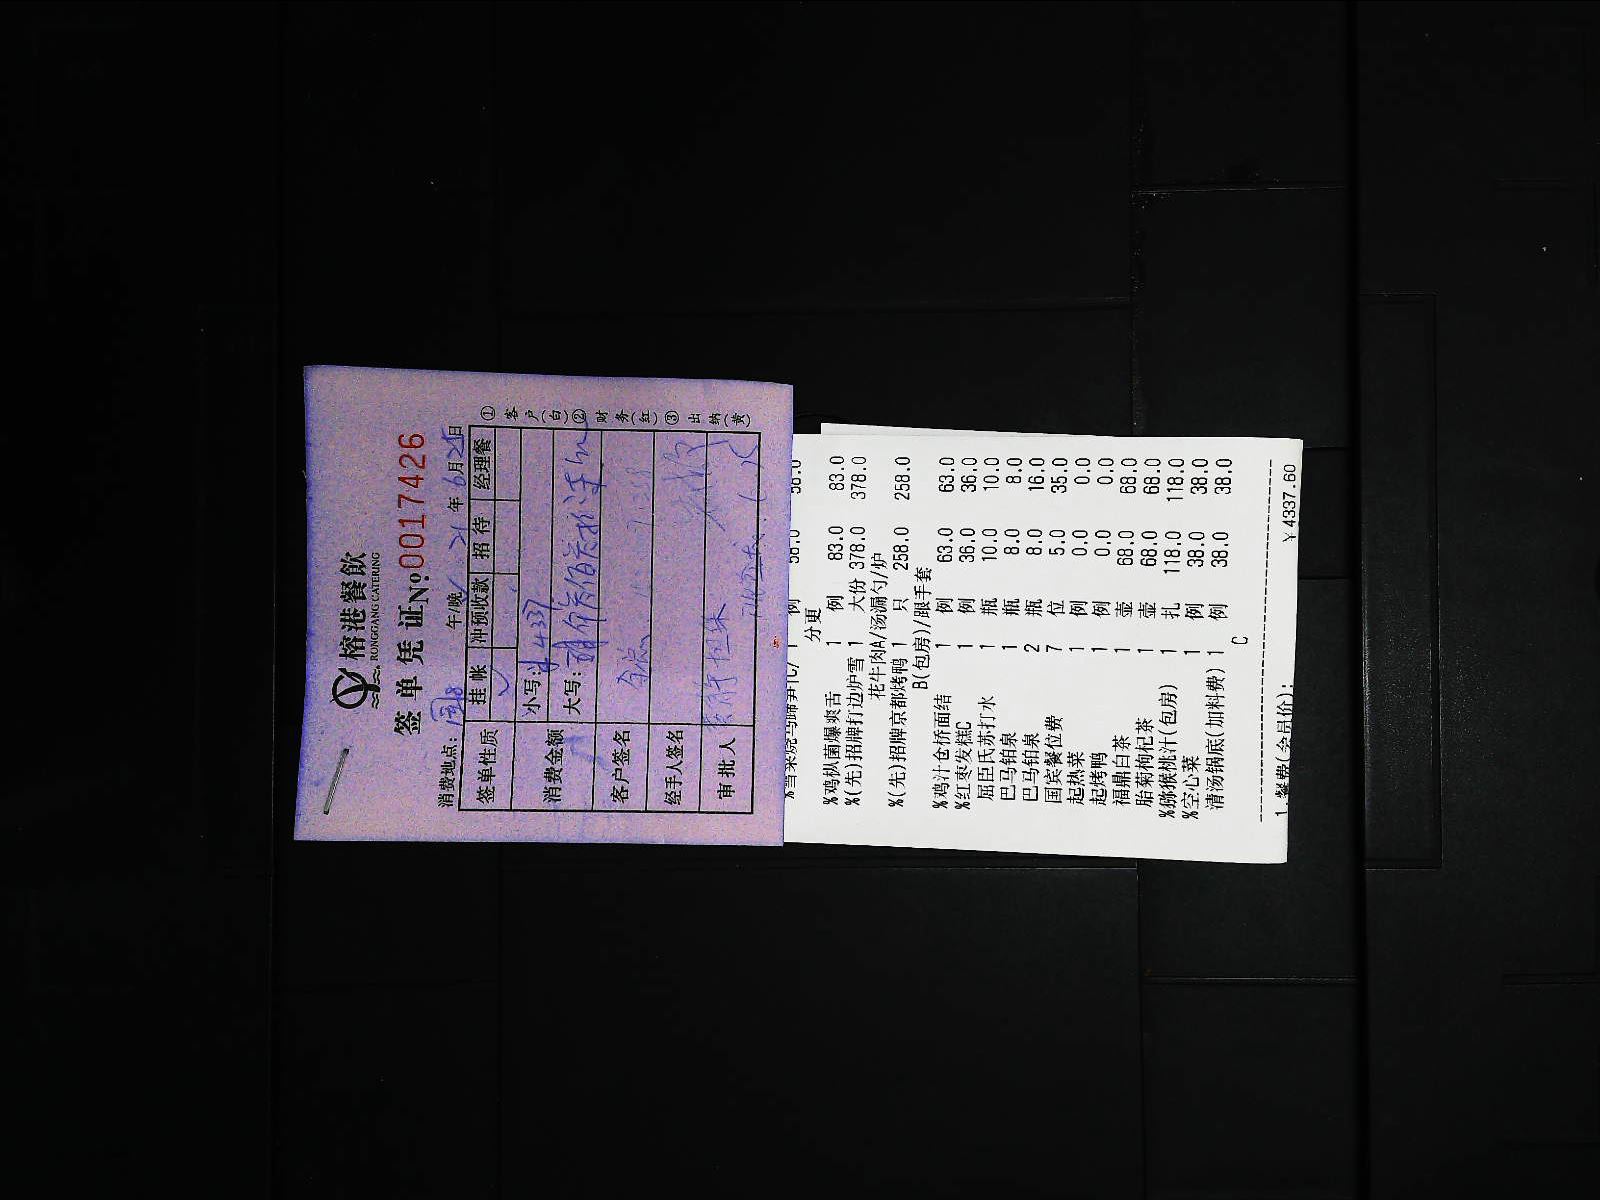 榕港餐飲
RONGGANG CATERING
签单凭证 No.0017426
消费地点: 午/晚 21年6月25日
签单性质 挂帐 冲预收款 招待 经理餐
消费金额 小写: 4337
大写:
客户签名
经手人签名
审批人
①客户(白)②财务(红)③出纳(黄)
分更
%鸡枞菌爆爽舌 1 例 83.0 83.0
%(先)招牌打边炉雪 1 大份 378.0 378.0
花牛肉A/汤漏勺/炉
%(先)招牌京都烤鸭 1 只 258.0 258.0
B(包房)/跟手套
%鸡汁仓桥面结 1 例 63.0 63.0
%红枣发糕C 1 例 36.0 36.0
屈臣氏苏打水 1 瓶 10.0 10.0
巴马铂泉 1 瓶 8.0 8.0
巴马铂泉 2 瓶 8.0 16.0
国宾餐位费 7 位 5.0 35.0
起热菜 1 例 0.0 0.0
起烤鸭 1 例 0.0 0.0
福鼎白茶 1 壶 68.0 68.0
胎菊枸杞茶 1 壶 68.0 68.0
%猕猴桃汁(包房) 1 扎 118.0 118.0
%空心菜 1 例 38.0 38.0
清汤锅底(加料费) 1 例 38.0 38.0
C
1.餐费(会员价): ￥4337.60